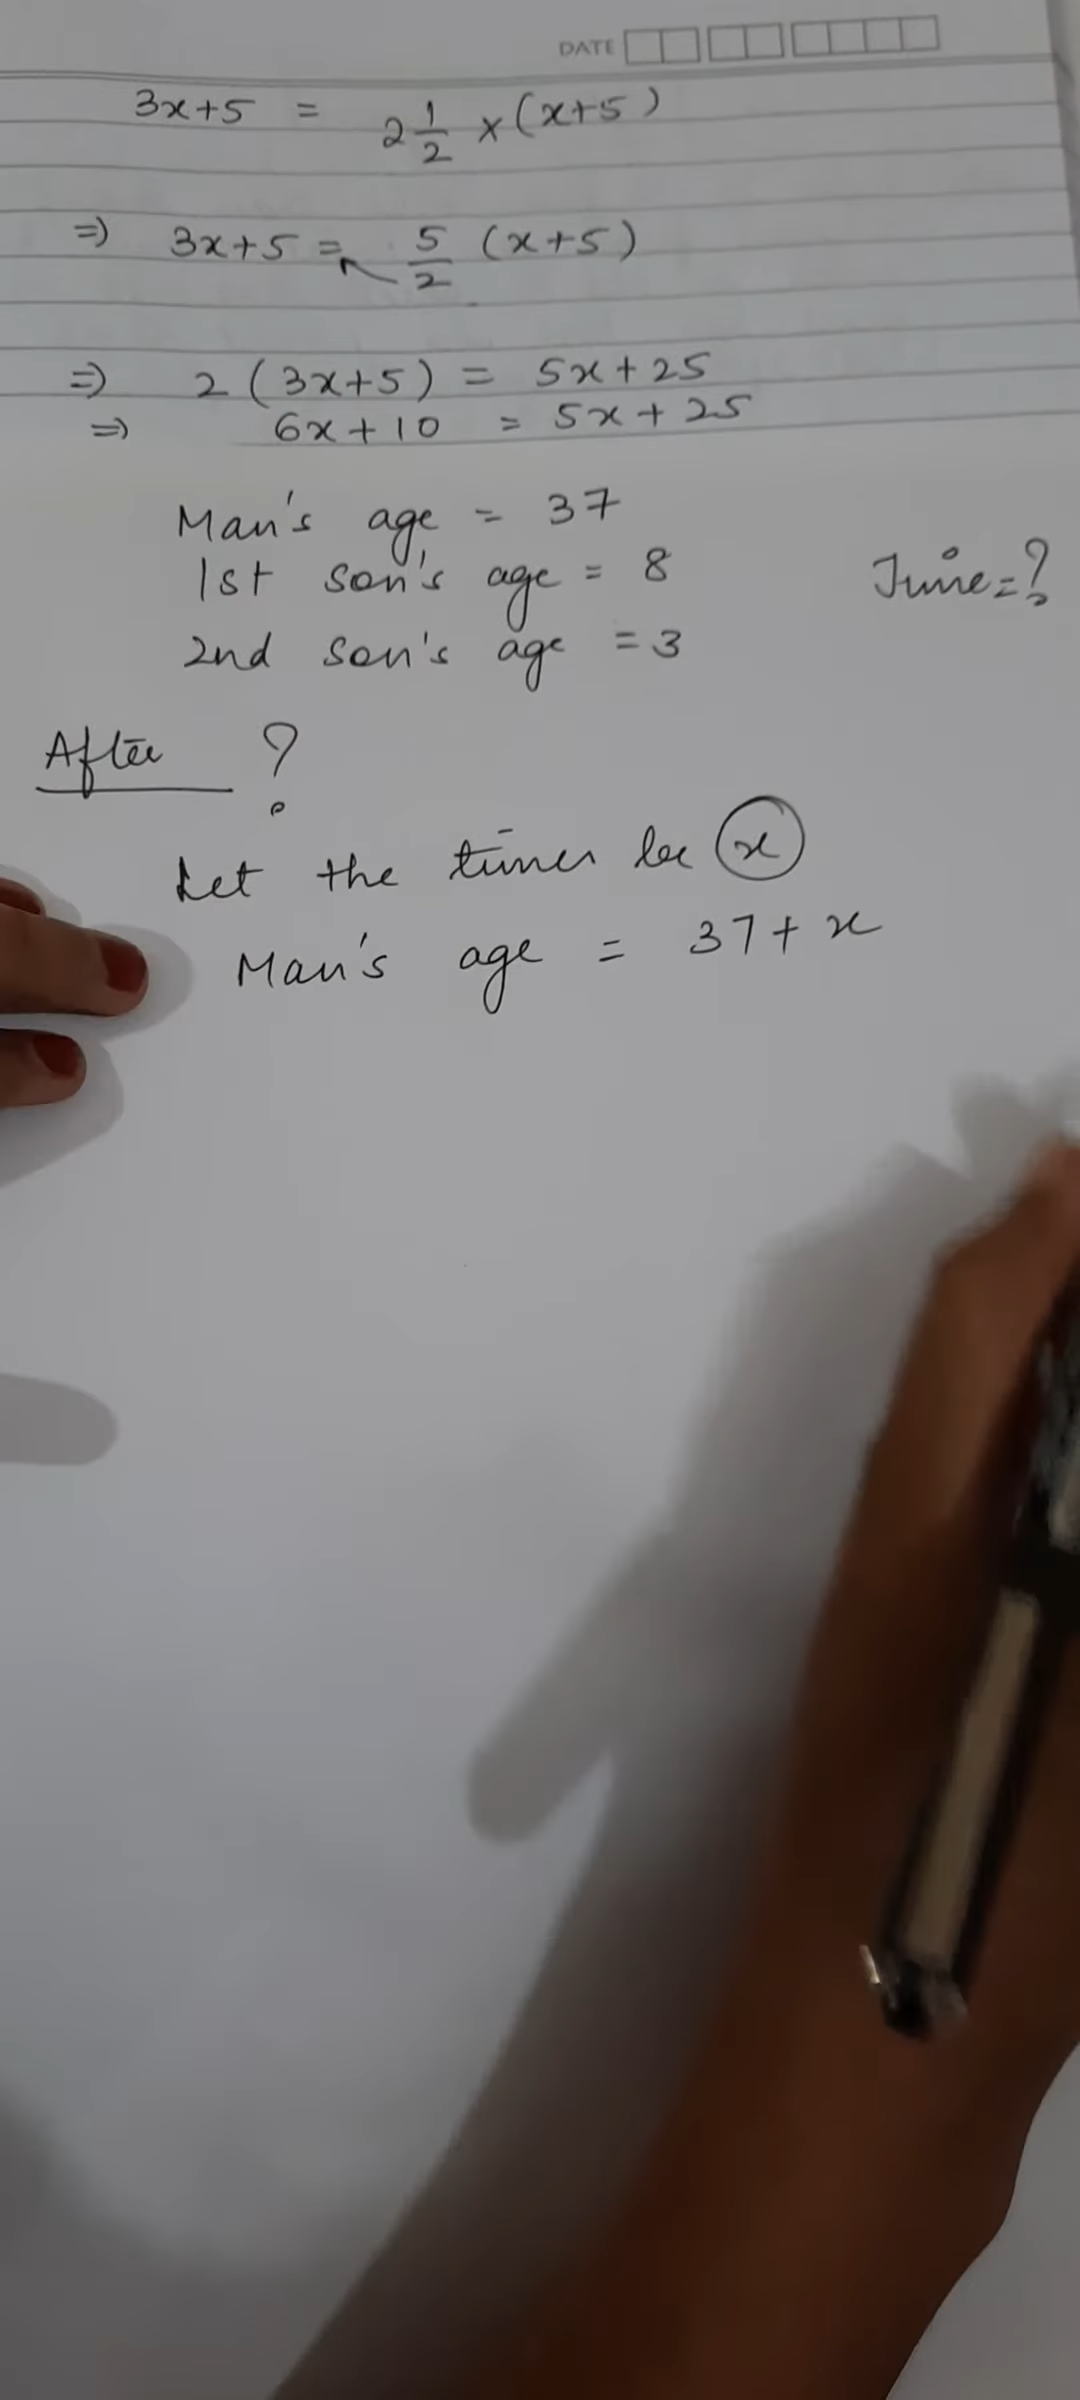 DATE
3x+5 = 2 1/2 × (x+5)
⇒ 3x+5 = 5/2 (x+5)
⇒ 2 (3x+5) = 5x+25
⇒ 6x+10 = 5x+25
Man's age = 37
1st son's age = 8
Time=?
2nd son's age = 3
After ?
Let the times be x
Man's age = 37+x